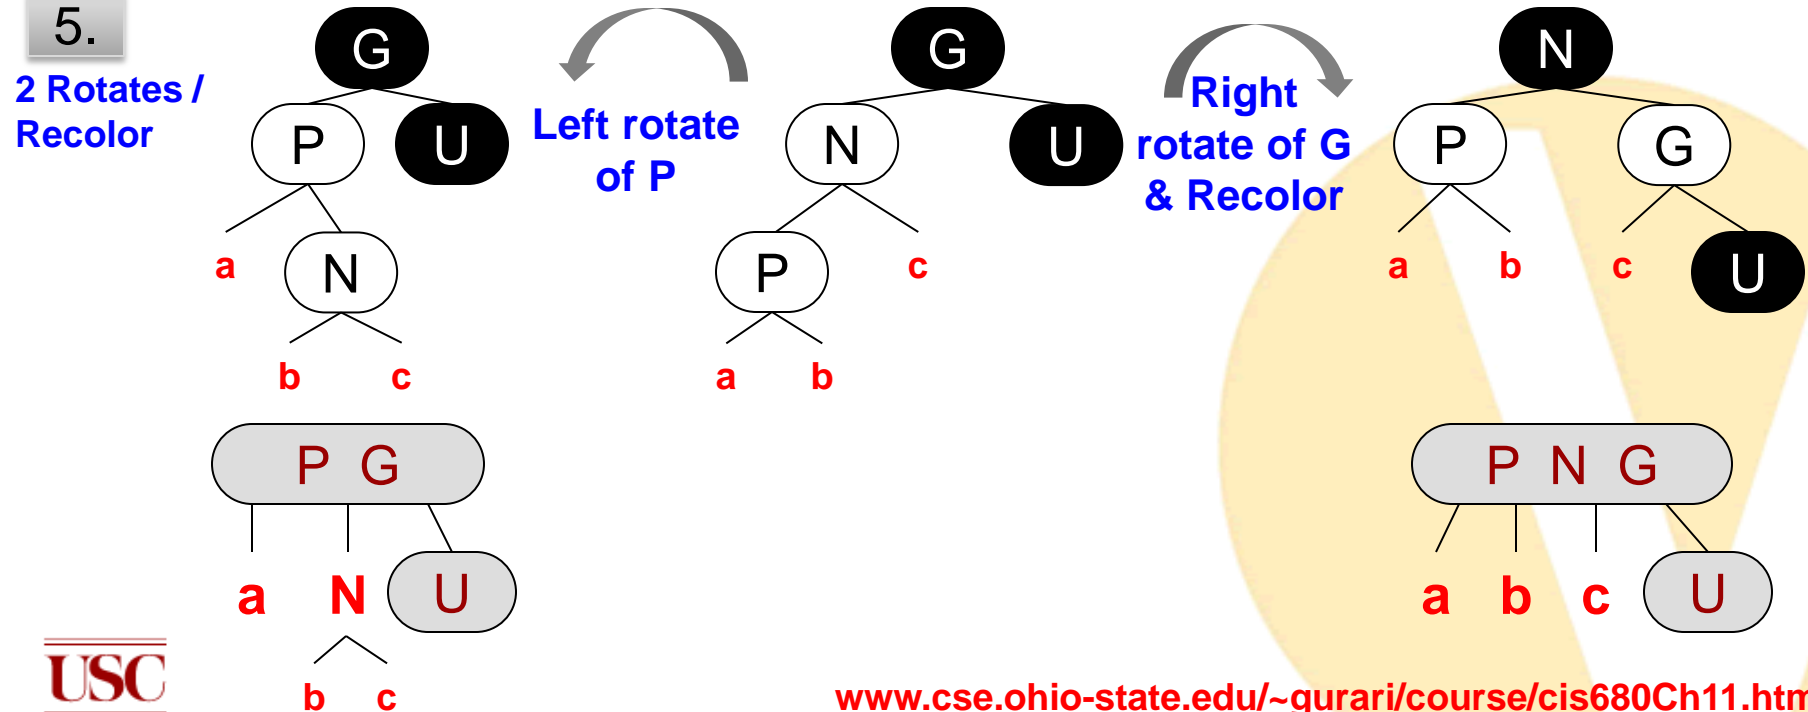 5.
2 Rotates /
Recolor
G
P
U
a
N
b
c
Left rotate
of P
G
N
U
P
c
a
b
Right
rotate of G
& Recolor
N
P
G
a
b
c
U
P G
a
N
U
b
c
P N G
a
b
c
U
USC
www.cse.ohio-state.edu/~gurari/course/cis680Ch11.htm